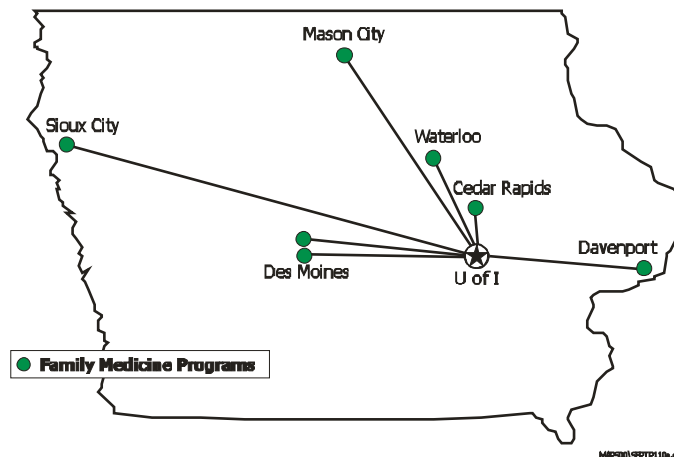 Mason City
Sioux City
Waterloo
Cedar Rapids
Davenport
Des Moines
U of I
Family Medicine Programs